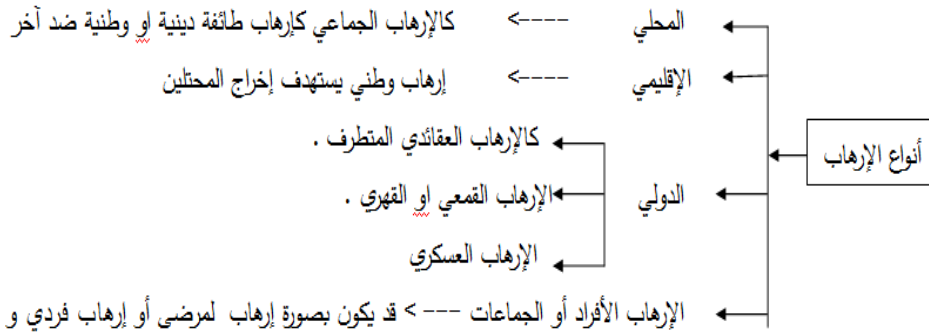 المحلي ----> كالإرهاب الجماعي كإرهاب طائفة دينية او وطنية ضد آخر
الإقليمي ----> إرهاب وطني يستهدف إخراج المحتلين
أنواع الإرهاب
كالإرهاب العقائدي المتطرف .
الدولي
الإرهاب القمعي او القهري .
الإرهاب العسكري
الإرهاب الأفراد أو الجماعات --- > قد يكون بصورة إرهاب لمرضى أو إرهاب فردي و